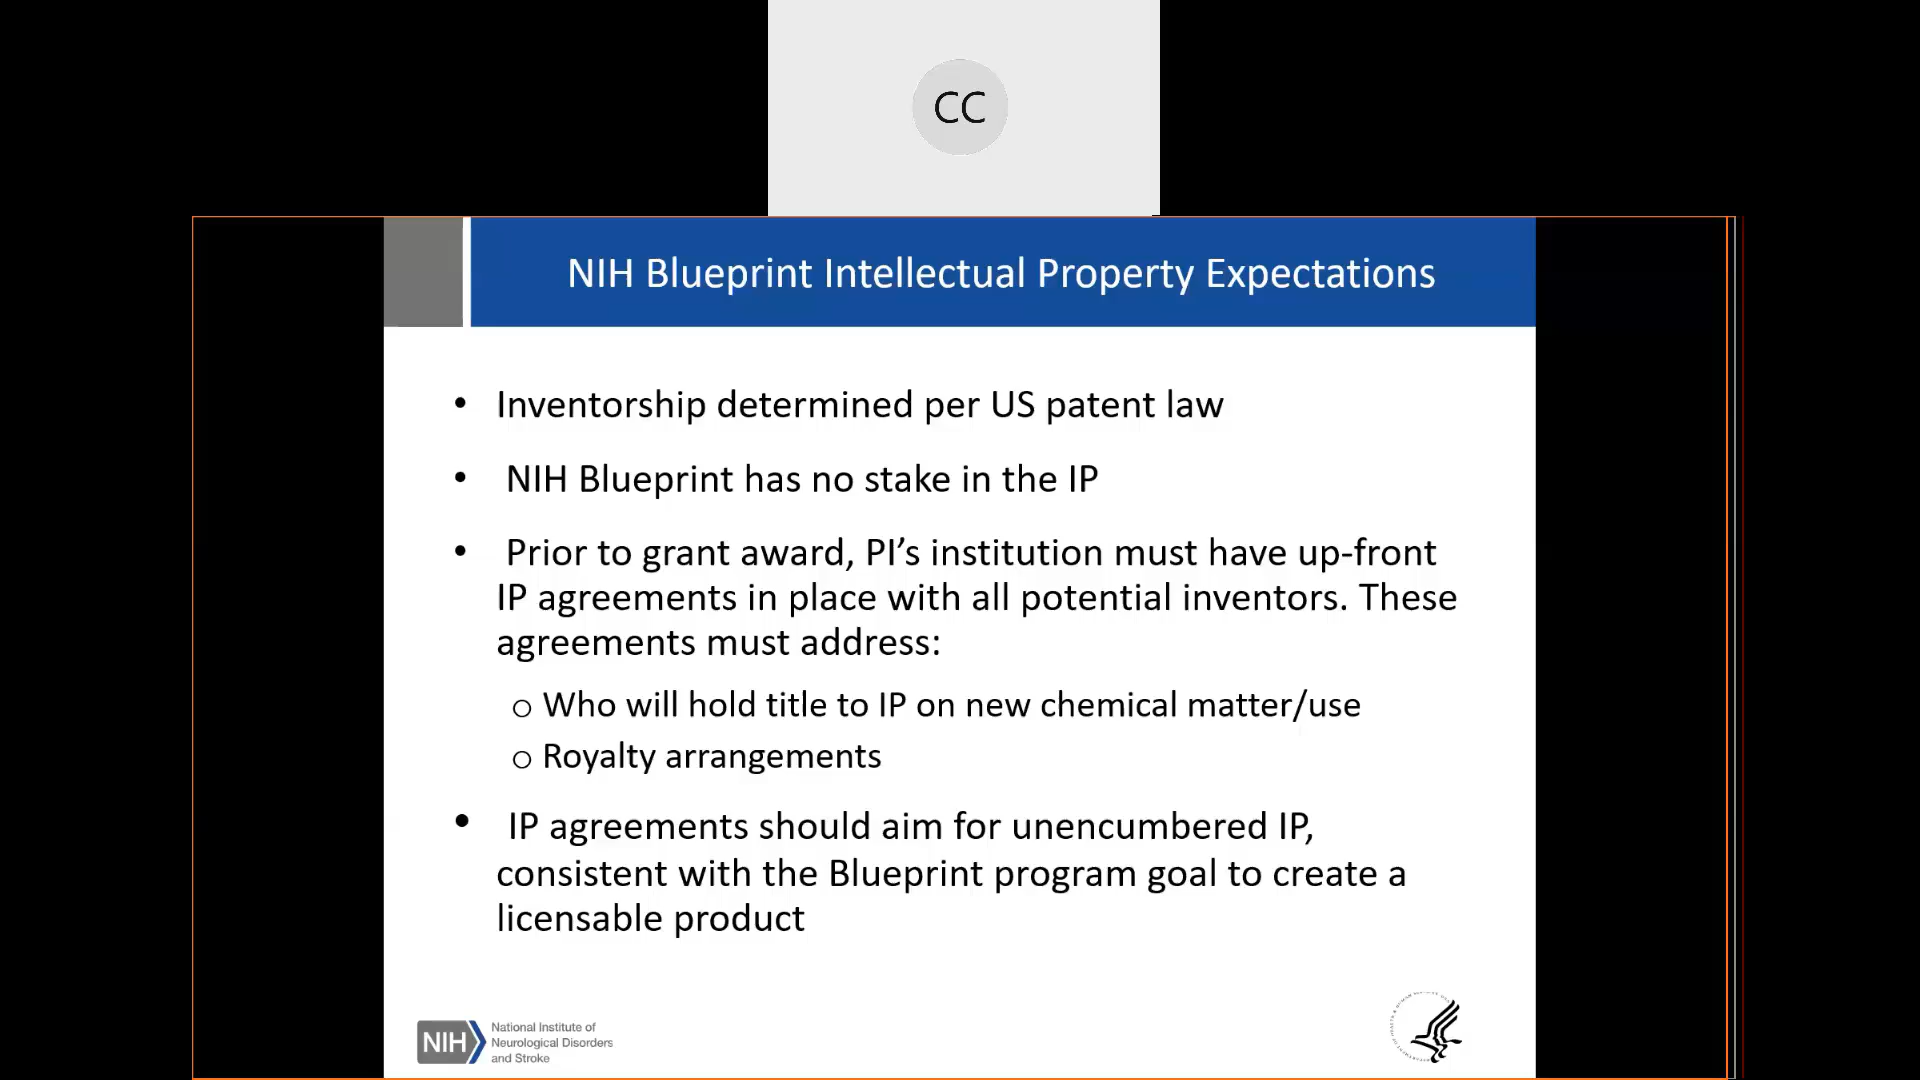 CC
NIH Blueprint Intellectual Property Expectations
• Inventorship determined per US patent law
• NIH Blueprint has no stake in the IP
• Prior to grant award, PI’s institution must have up-front
IP agreements in place with all potential inventors. These
agreements must address:
o Who will hold title to IP on new chemical matter/use
o Royalty arrangements
• IP agreements should aim for unencumbered IP,
consistent with the Blueprint program goal to create a
licensable product
NIH
National Institute of
Neurological Disorders
and Stroke